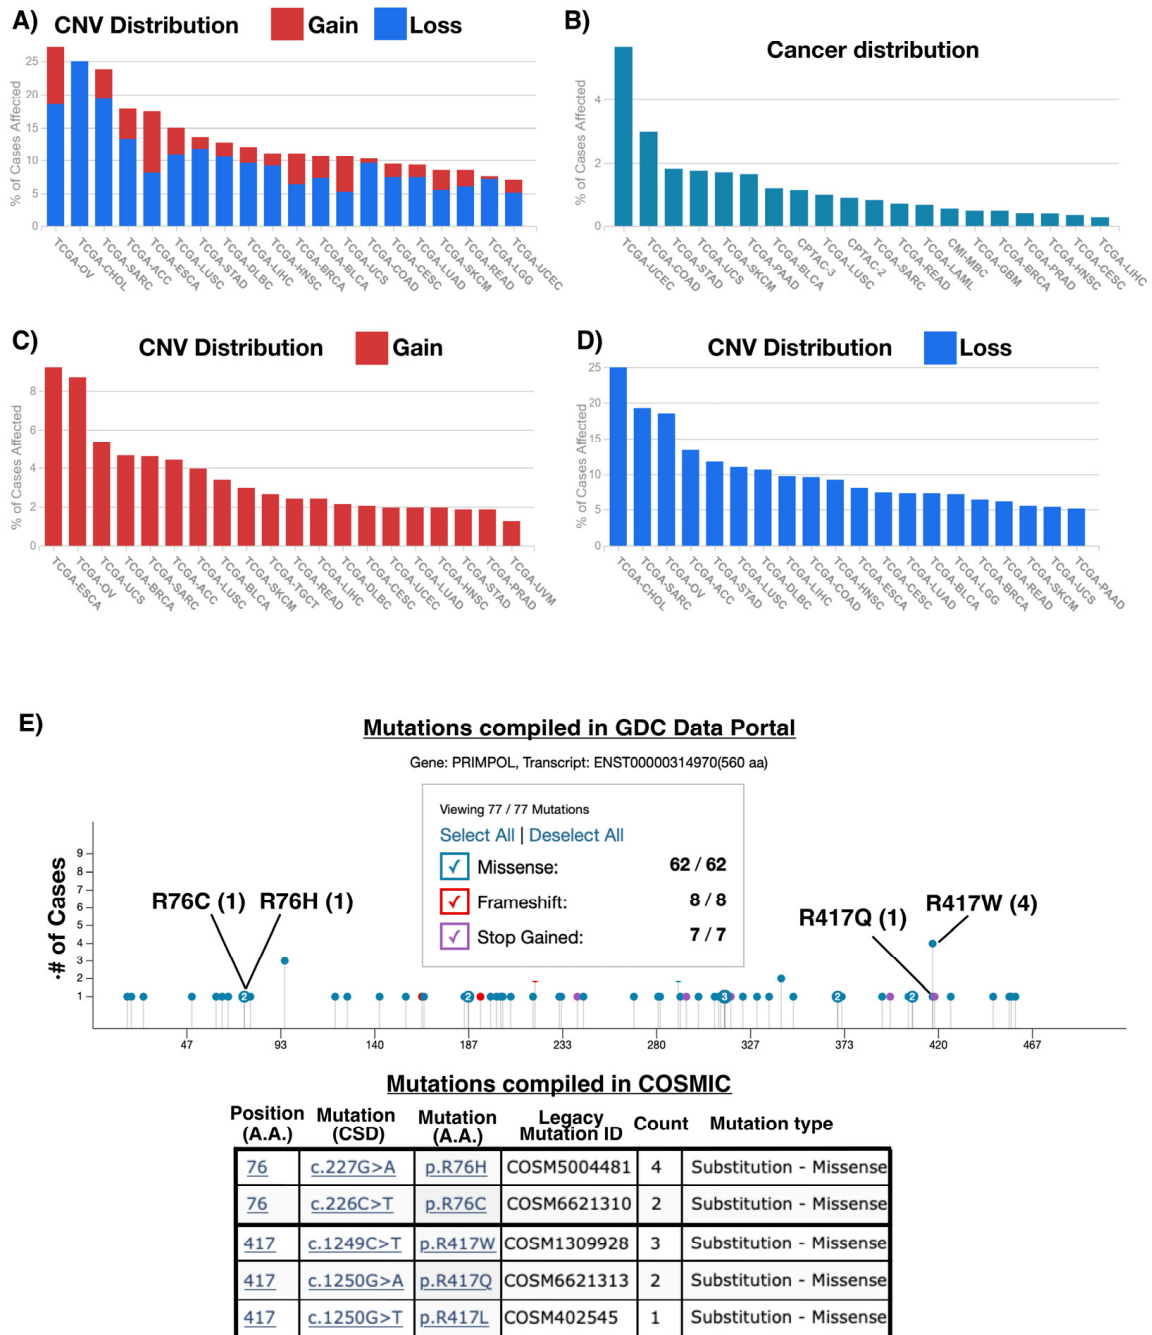 A) CNV Distribution Gain Loss
% of Cases Affected
25
20
15
10
5
0
TCGA-OV
TCGA-CHOL
TCGA-SARC
TCGA-ACC
TCGA-ESCA
TCGA-LUSC
TCGA-STAD
TCGA-DLBC
TCGA-LIHC
TCGA-HNSC
TCGA-BRCA
TCGA-BLCA
TCGA-UCS
TCGA-COAD
TCGA-CESC
TCGA-LUAD
TCGA-SKCM
TCGA-READ
TCGA-LGG
TCGA-UCEC
B) Cancer distribution
% of Cases Affected
4
2
0
TCGA-UCEC
TCGA-COAD
TCGA-STAD
TCGA-UCS
TCGA-SKCM
TCGA-PAAD
TCGA-BLCA
CPTAC-3
TCGA-LUSC
CPTAC-2
TCGA-SARC
TCGA-READ
TCGA-LAML
CMI-MBC
TCGA-GBM
TCGA-BRCA
TCGA-PRAD
TCGA-HNSC
TCGA-CESC
TCGA-LIHC
C) CNV Distribution Gain
% of Cases Affected
8
6
4
2
0
TCGA-ESCA
TCGA-OV
TCGA-UCS
TCGA-BRCA
TCGA-SARC
TCGA-ACC
TCGA-LUSC
TCGA-BLCA
TCGA-SKCM
TCGA-TGCT
TCGA-READ
TCGA-LIHC
TCGA-DLBC
TCGA-CESC
TCGA-UCEC
TCGA-LUAD
TCGA-HNSC
TCGA-STAD
TCGA-PRAD
TCGA-UVM
D) CNV Distribution Loss
% of Cases Affected
25
20
15
10
5
0
TCGA-CHOL
TCGA-SARC
TCGA-OV
TCGA-ACC
TCGA-STAD
TCGA-LUSC
TCGA-DLBC
TCGA-LIHC
TCGA-COAD
TCGA-HNSC
TCGA-ESCA
TCGA-CESC
TCGA-LUAD
TCGA-BLCA
TCGA-LGG
TCGA-BRCA
TCGA-READ
TCGA-SKCM
TCGA-UCS
TCGA-PAAD
E)
Mutations compiled in GDC Data Portal
Gene: PRIMPOL, Transcript: ENST00000314970(560 aa)
Viewing 77 / 77 Mutations
Select All | Deselect All
Missense: 62 / 62
Frameshift: 8 / 8
Stop Gained: 7 / 7
# of Cases
9
8
7
6
5
4
3
2
1
R76C (1) R76H (1)
R417Q (1) R417W (4)
2 2 3 2 2
47 93 140 187 233 280 327 373 420 467
Mutations compiled in COSMIC
Position (A.A.) Mutation (CSD) Mutation (A.A.) Legacy Mutation ID Count Mutation type
76 c.227G>A p.R76H COSM5004481 4 Substitution - Missense
76 c.226C>T p.R76C COSM6621310 2 Substitution - Missense
417 c.1249C>T p.R417W COSM1309928 3 Substitution - Missense
417 c.1250G>A p.R417Q COSM6621313 2 Substitution - Missense
417 c.1250G>T p.R417L COSM402545 1 Substitution - Missense